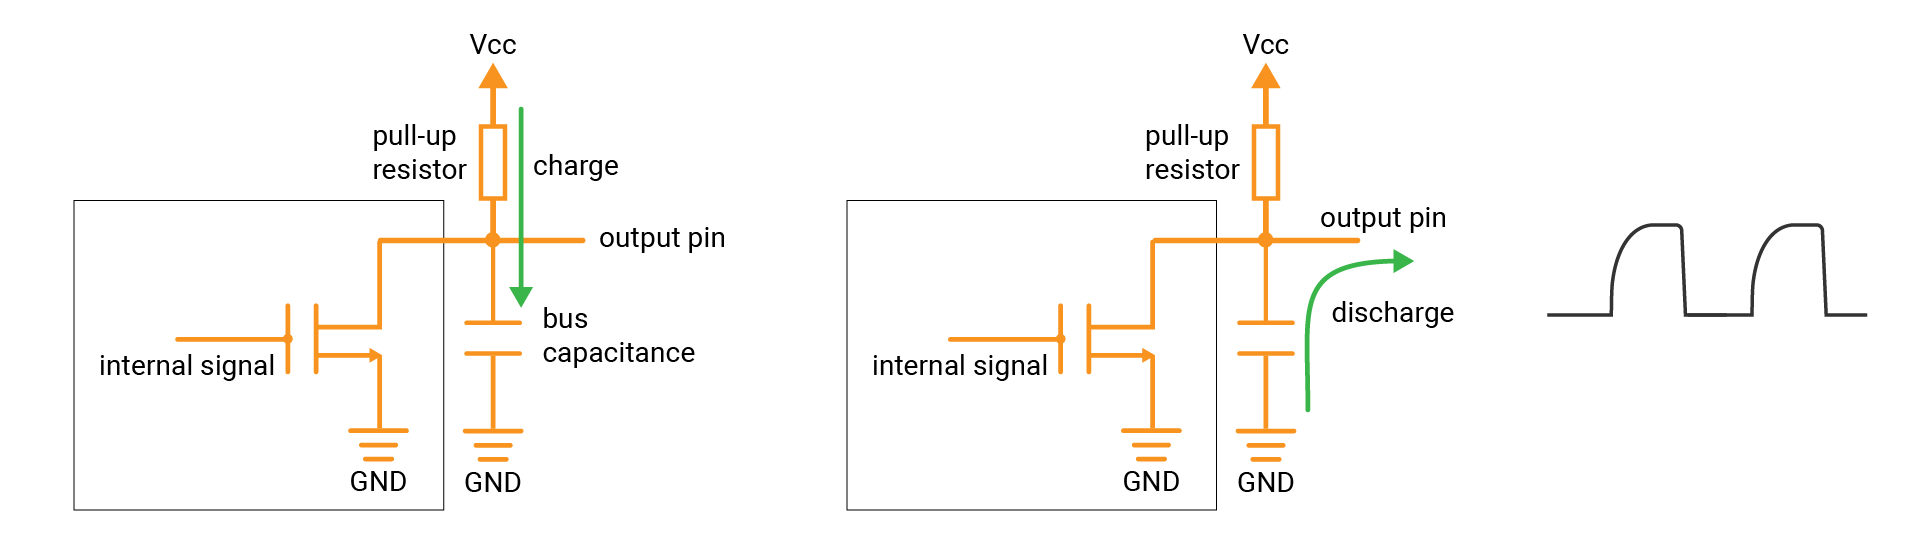 Vcc
pull-up
resistor
charge
output pin
bus
capacitance
internal signal
GND
GND
Vcc
pull-up
resistor
output pin
discharge
internal signal
GND
GND